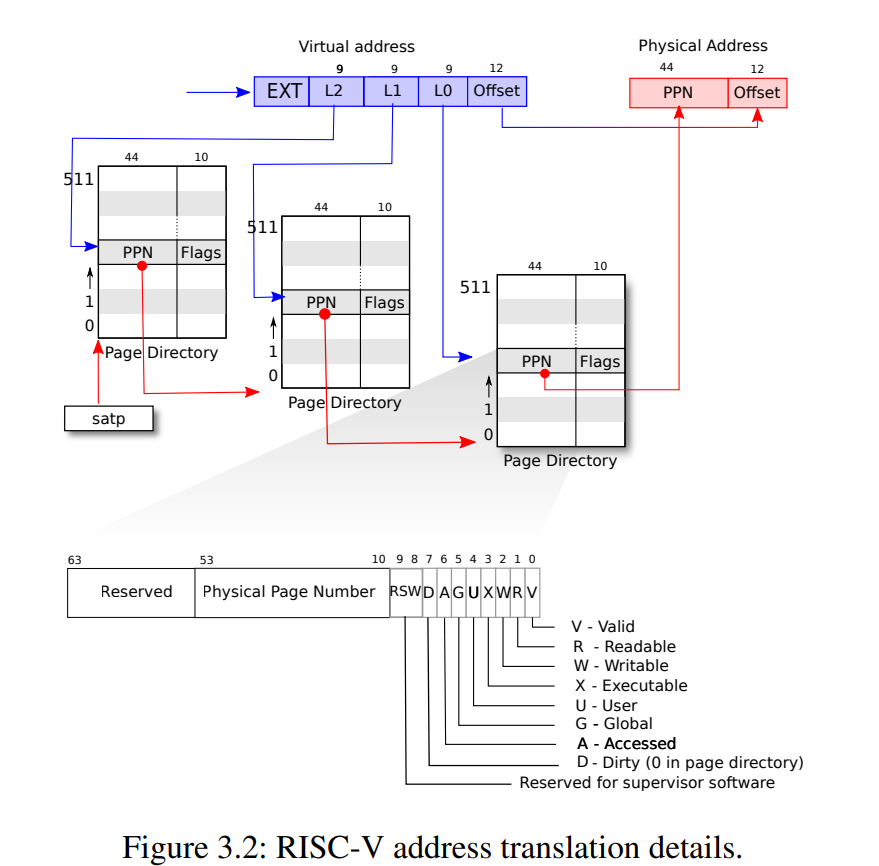 Virtual address
Physical Address
9 9 9 12
44 12
EXT L2 L1 L0 Offset
PPN Offset
44 10
511
PPN Flags
1
0
Page Directory
satp
44 10
511
PPN Flags
1
0
Page Directory
44 10
511
PPN Flags
1
0
Page Directory
63 53 10 9 8 7 6 5 4 3 2 1 0
Reserved Physical Page Number RSW D A G U X W R V
V - Valid
R - Readable
W - Writable
X - Executable
U - User
G - Global
A - Accessed
D - Dirty (0 in page directory)
Reserved for supervisor software
Figure 3.2: RISC-V address translation details.